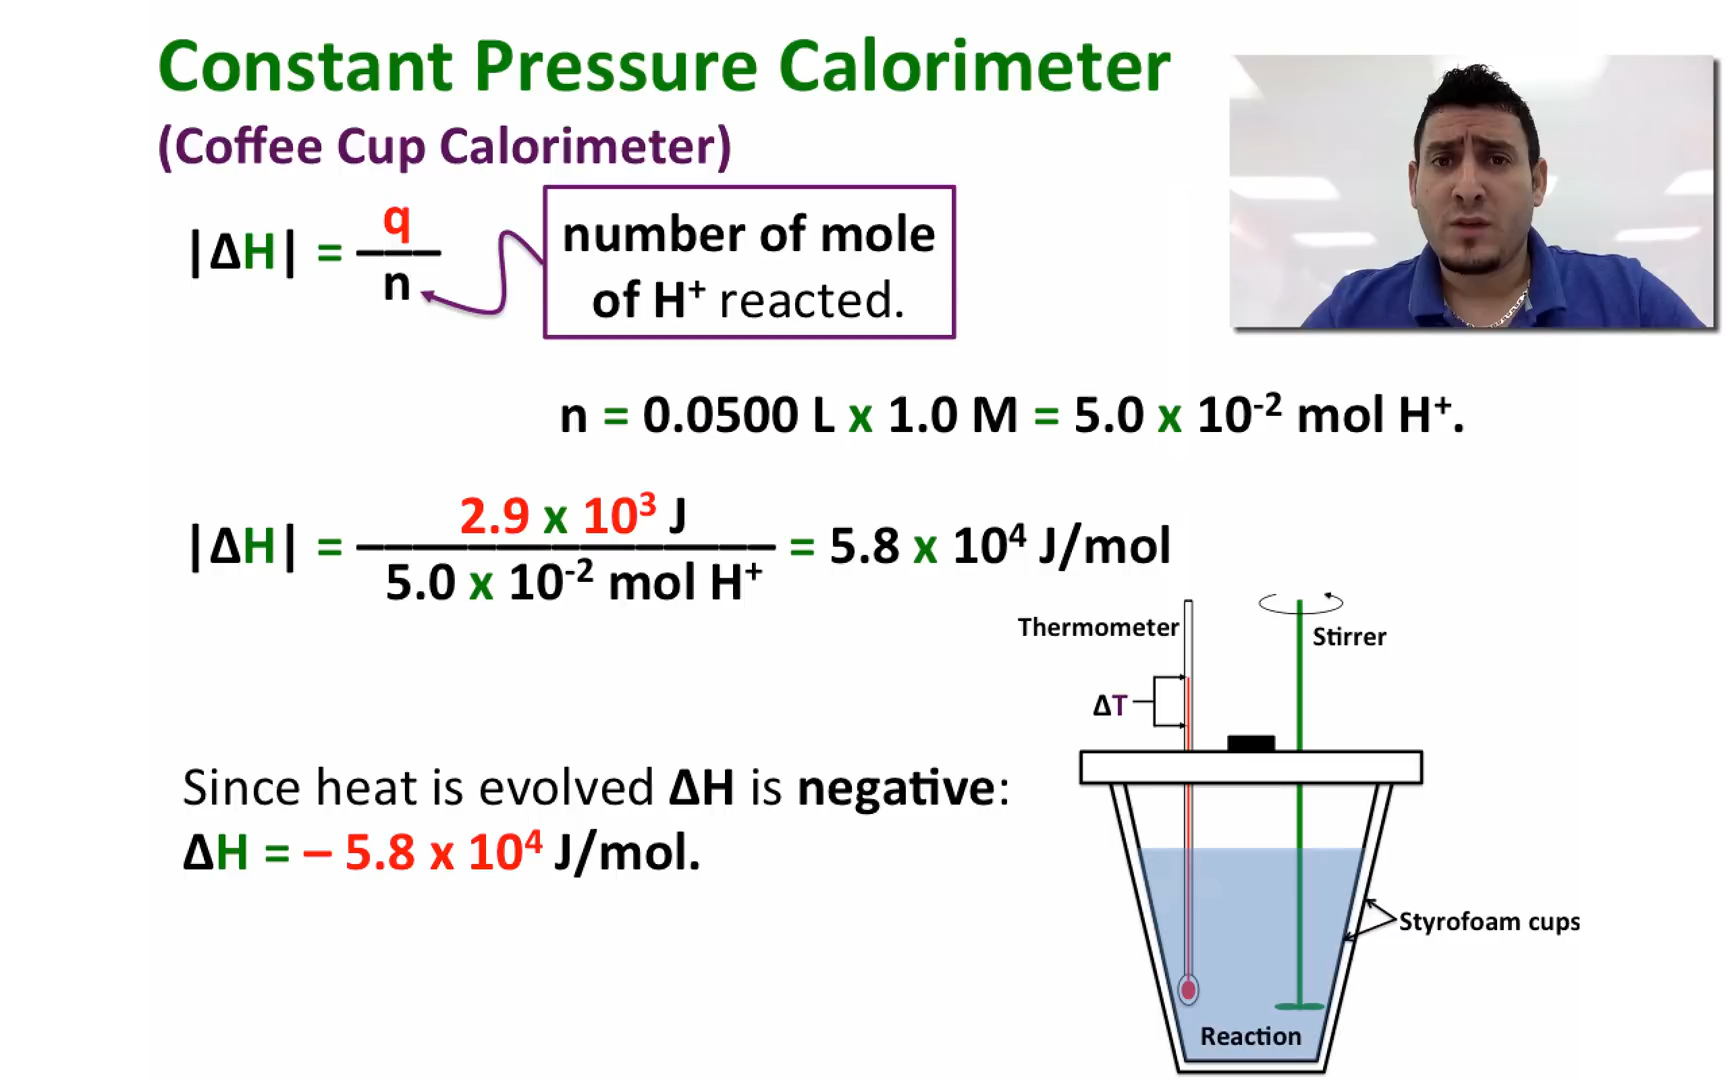 Constant Pressure Calorimeter
(Coffee Cup Calorimeter)
|ΔH| = q / n
number of mole
of H⁺ reacted.
n = 0.0500 L x 1.0 M = 5.0 x 10⁻² mol H⁺.
|ΔH| = 2.9 x 10³ J / 5.0 x 10⁻² mol H⁺ = 5.8 x 10⁴ J/mol
Thermometer
Stirrer
ΔT
Since heat is evolved ΔH is negative:
ΔH = – 5.8 x 10⁴ J/mol.
Styrofoam cups
Reaction